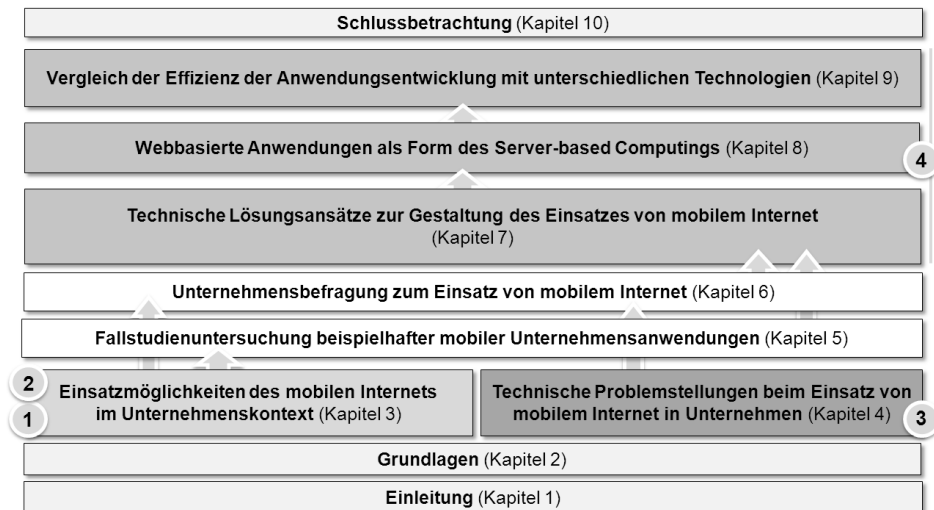 Schlussbetrachtung (Kapitel 10)
Vergleich der Effizienz der Anwendungsentwicklung mit unterschiedlichen Technologien (Kapitel 9)
Webbasierte Anwendungen als Form des Server-based Computings (Kapitel 8)
4
Technische Lösungsansätze zur Gestaltung des Einsatzes von mobilem Internet
(Kapitel 7)
Unternehmensbefragung zum Einsatz von mobilem Internet (Kapitel 6)
Fallstudienuntersuchung beispielhafter mobiler Unternehmensanwendungen (Kapitel 5)
2
1
Einsatzmöglichkeiten des mobilen Internets
im Unternehmenskontext (Kapitel 3)
Technische Problemstellungen beim Einsatz von
mobilem Internet in Unternehmen (Kapitel 4)
3
Grundlagen (Kapitel 2)
Einleitung (Kapitel 1)